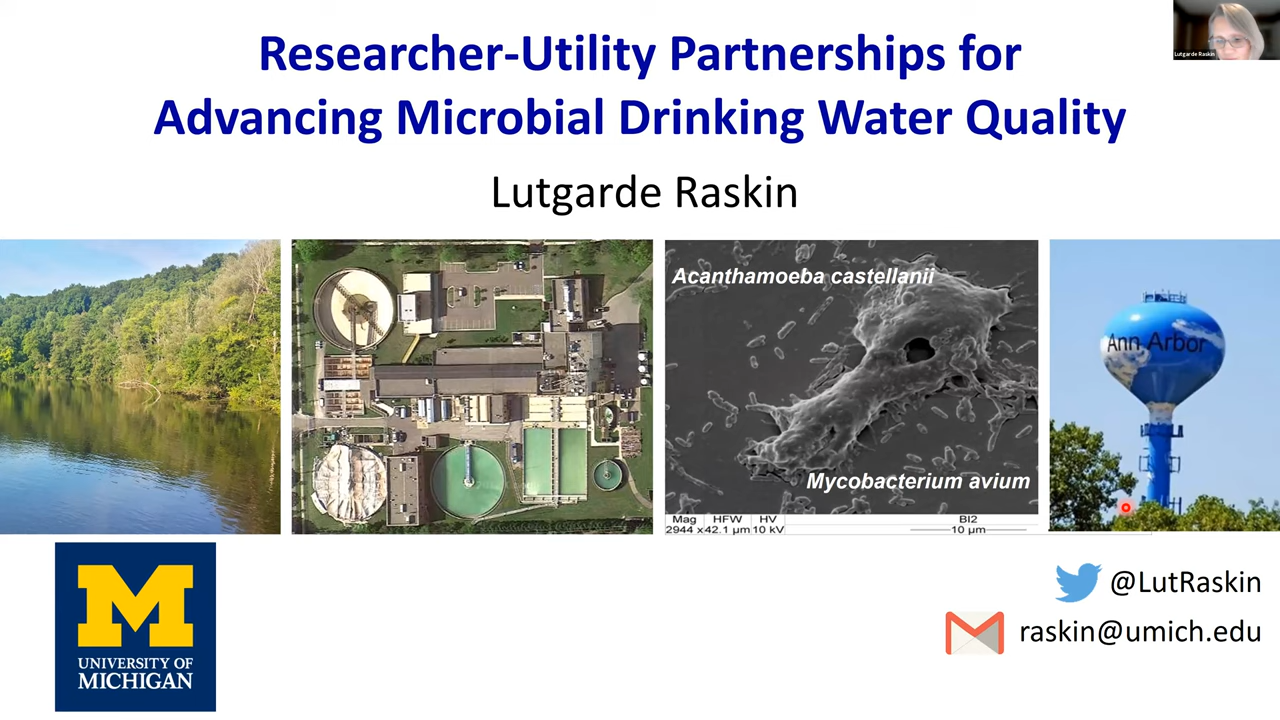 Lutgarde Raskin
Researcher-Utility Partnerships for
Advancing Microbial Drinking Water Quality
Lutgarde Raskin
Acanthamoeba castellanii
Mycobacterium avium
Mag HFW HV BI2
2944 x 42.1 µm 10 kV 10 µm
Ann Arbor
@LutRaskin
raskin@umich.edu
M
UNIVERSITY OF
MICHIGAN